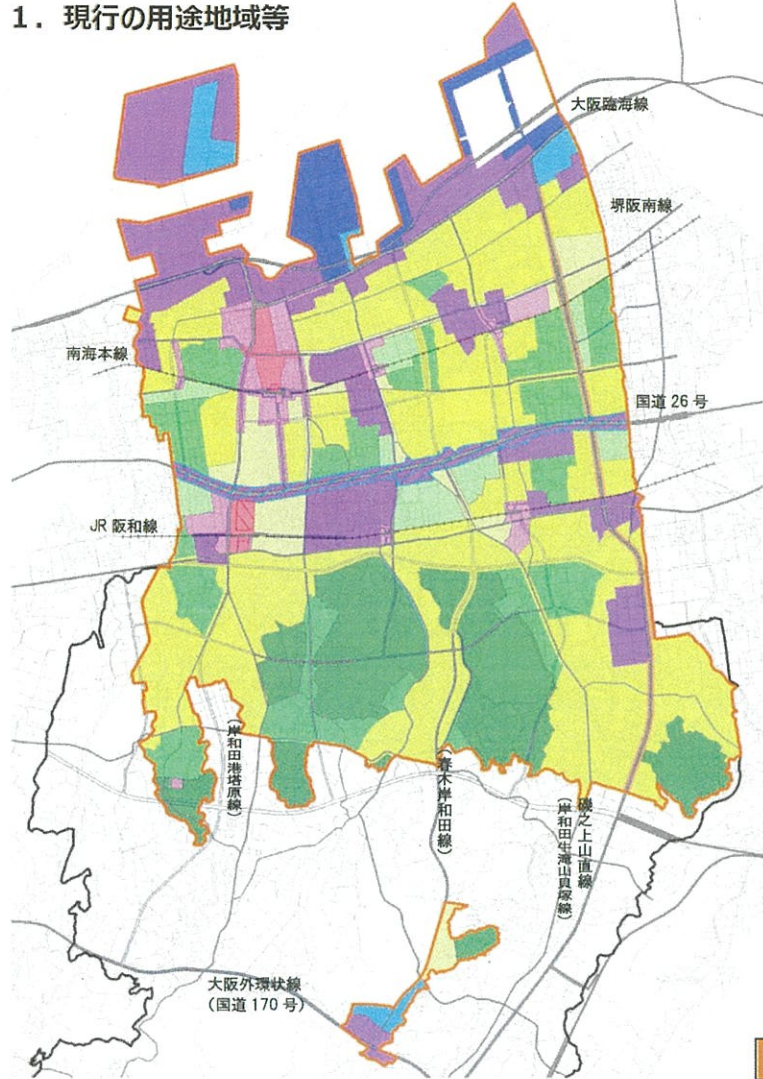 1．現行の用途地域等
大阪臨海線
堺阪南線
南海本線
国道 26 号
JR 阪和線
（岸和田港塔原線）
（春木岸和田線）
磯之上山直線
（岸和田牛滝山貝塚線）
大阪外環状線
（国道 170 号）